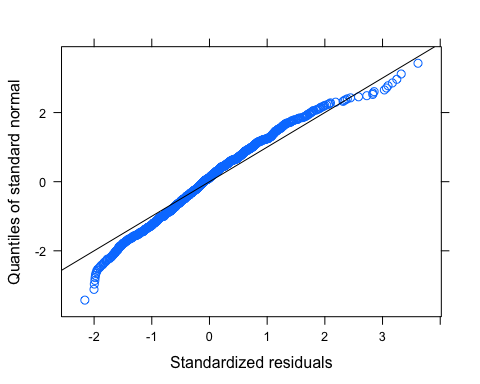 Quantiles of standard normal
2
0
-2
-2 -1 0 1 2 3
Standardized residuals